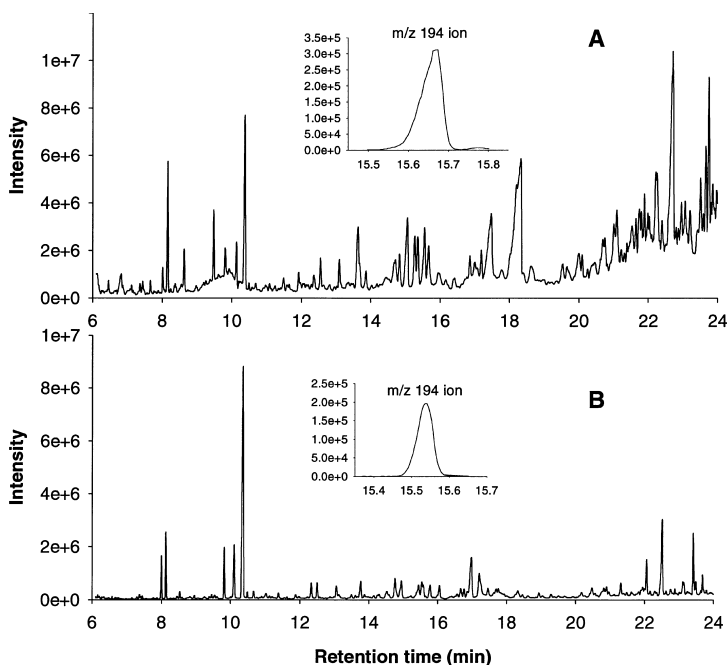 m/z 194 ion
A
3.5e+5
3.0e+5
2.5e+5
2.0e+5
1.5e+5
1.0e+5
5.0e+4
0.0e+0
15.5 15.6 15.7 15.8
Intensity
1e+7
8e+6
6e+6
4e+6
2e+6
0e+0
6 8 10 12 14 16 18 20 22 24
m/z 194 ion
B
2.5e+5
2.0e+5
1.5e+5
1.0e+5
5.0e+4
0.0e+0
15.4 15.5 15.6 15.7
Intensity
1e+7
8e+6
6e+6
4e+6
2e+6
0e+0
6 8 10 12 14 16 18 20 22 24
Retention time (min)